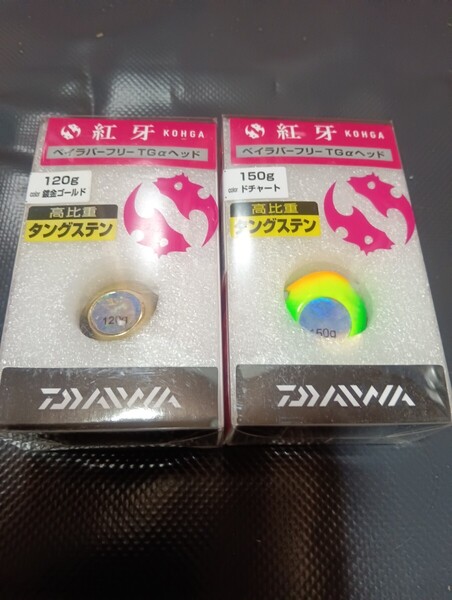 紅牙 KOHGA
ベイラバーフリーTGαヘッド
120g
color 鍍金ゴールド
高比重
タングステン
120g
DAIWA
紅牙 KOHGA
ベイラバーフリーTGαヘッド
150g
color ドチャート
高比重
タングステン
150g
DAIWA